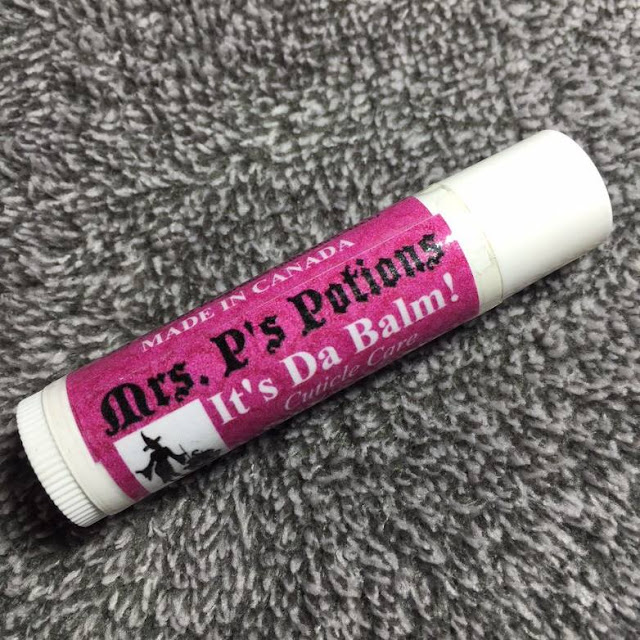 MADE IN CANADA
Mrs. P's Potions
It's Da Balm!
Cuticle Care